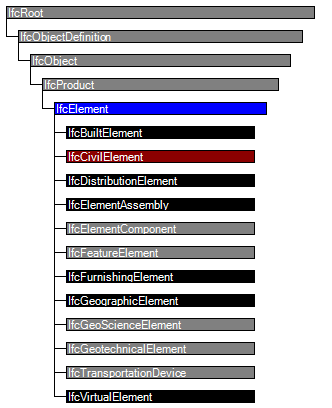 IfcRoot
IfcObjectDefinition
IfcObject
IfcProduct
IfcElement
IfcBuiltElement
IfcCivilElement
IfcDistributionElement
IfcElementAssembly
IfcElementComponent
IfcFeatureElement
IfcFurnishingElement
IfcGeographicElement
IfcGeoScienceElement
IfcGeotechnicalElement
IfcTransportationDevice
IfcVirtualElement